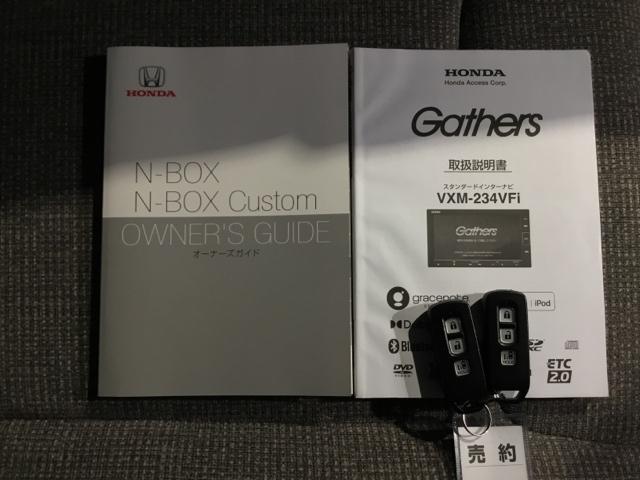 HONDA
N-BOX
N-BOX Custom
OWNER'S GUIDE
オーナーズガイド
HONDA
Honda Access Corp.
Gathers
取扱説明書
スタンダードインターナビ
VXM-234VFi
Gathers
gracenote
iPod
DVD
ETC
2.0
売約